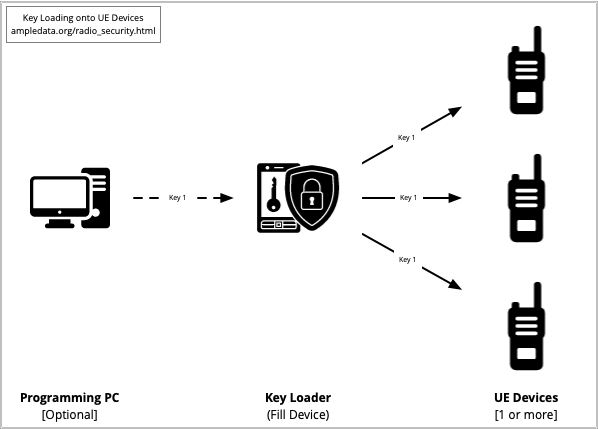 Key Loading onto UE Devices
ampledata.org/radio_security.html
Key 1
Key 1
Key 1
Key 1
Programming PC
[Optional]
Key Loader
(Fill Device)
UE Devices
[1 or more]